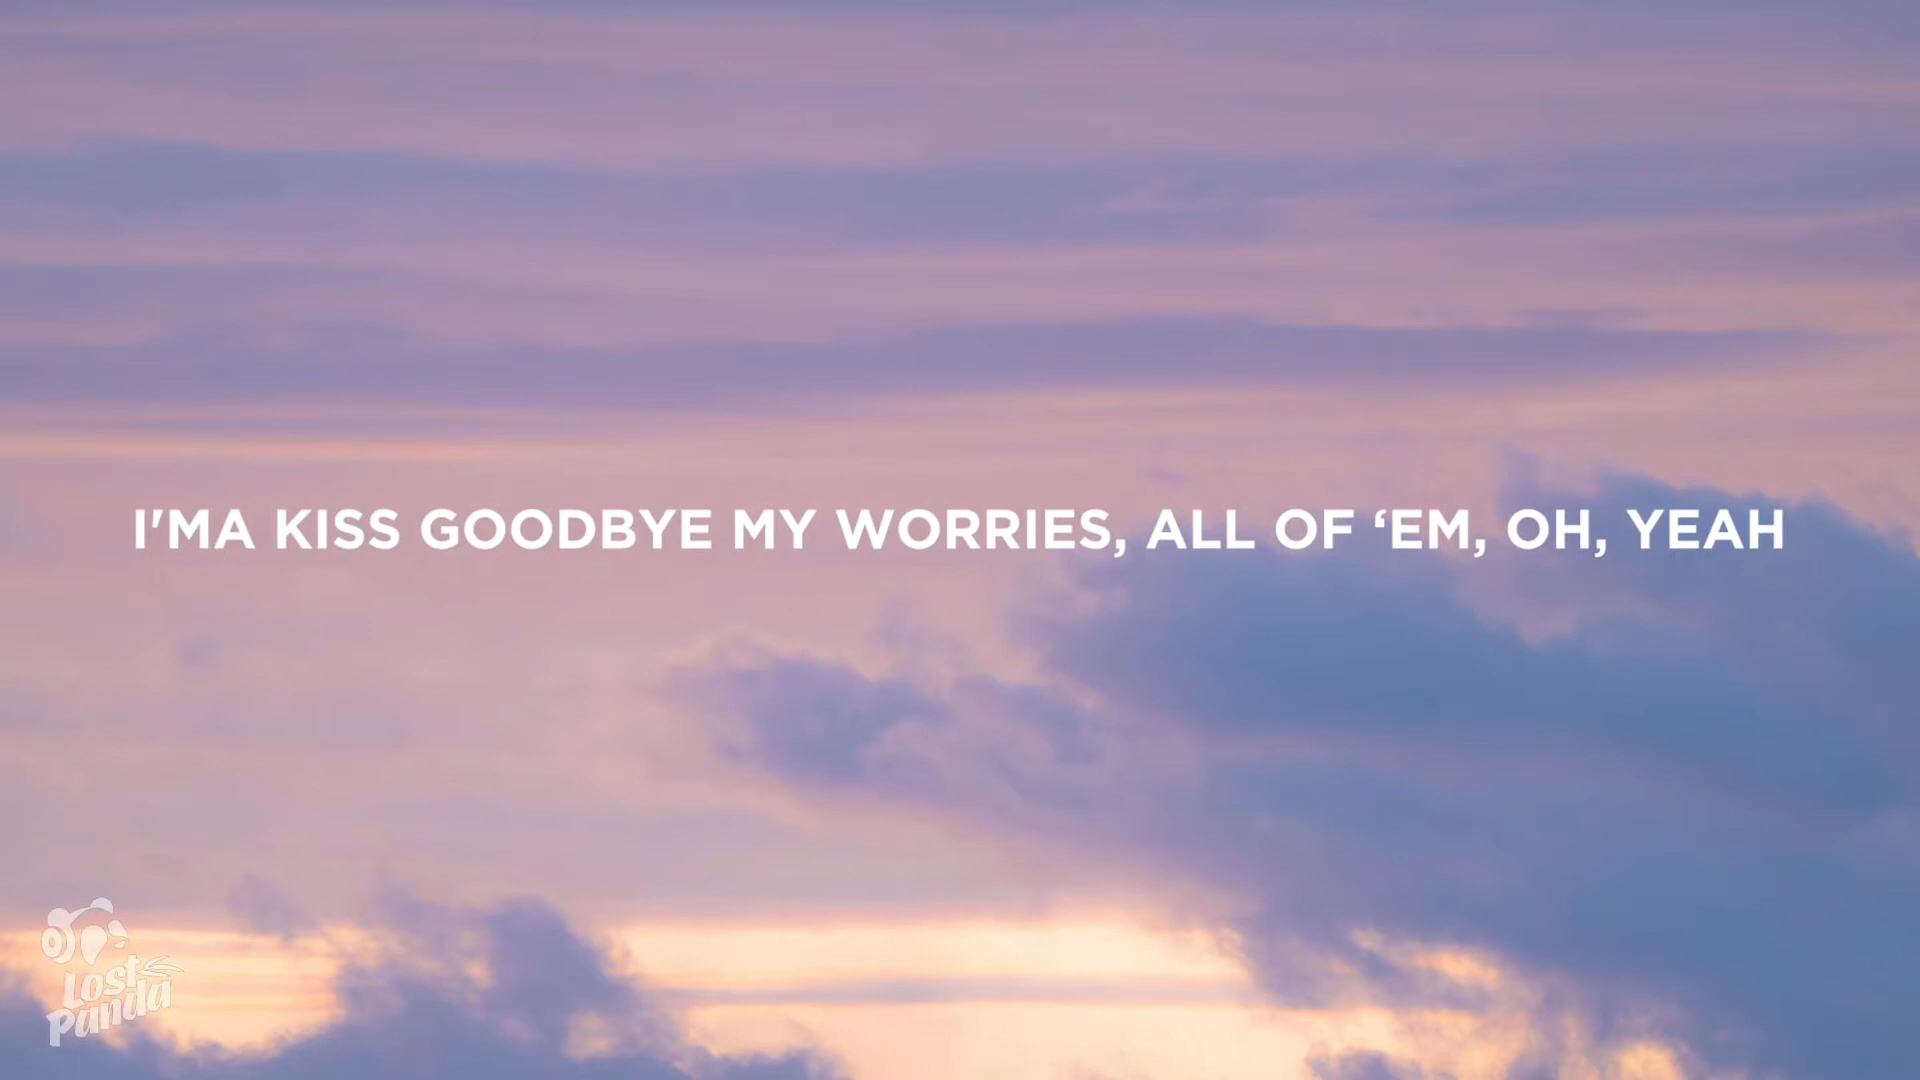 I'MA KISS GOODBYE MY WORRIES, ALL OF ‘EM, OH, YEAH
Lost
Panda